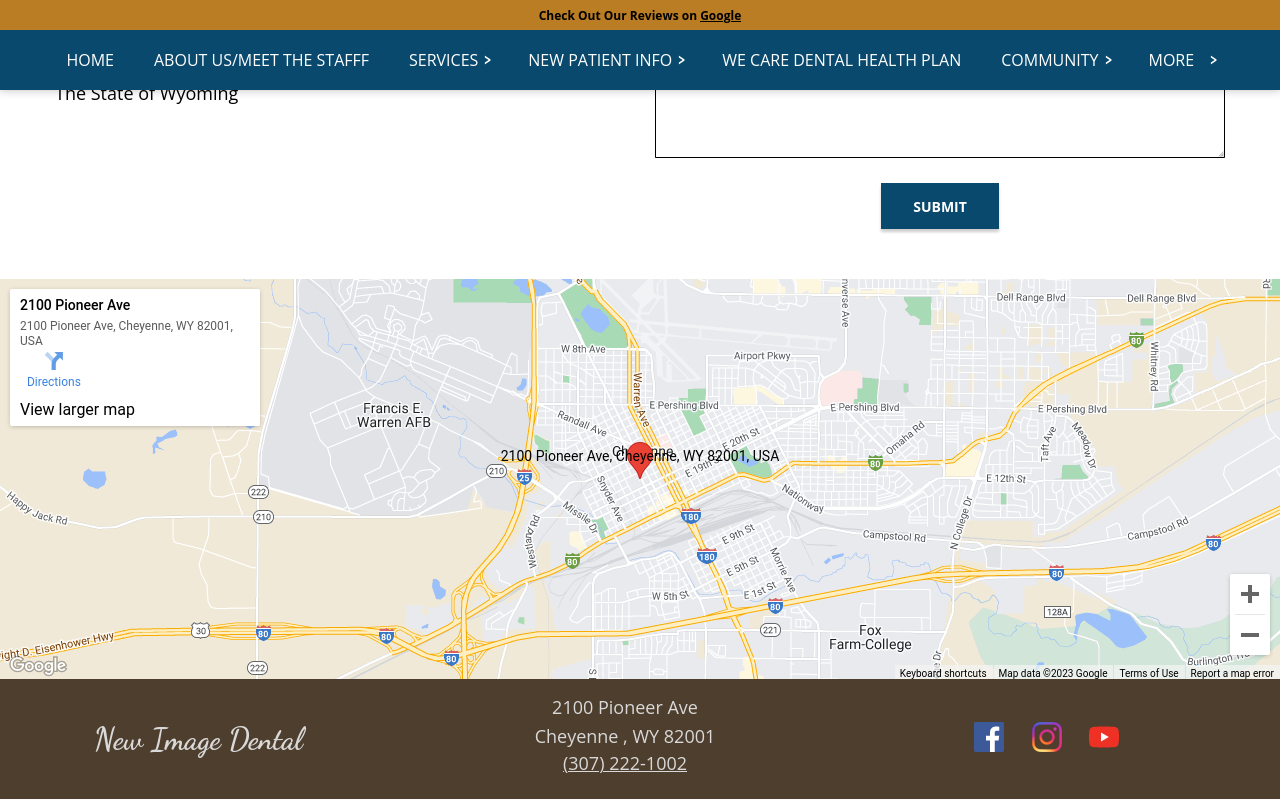 Check Out Our Reviews on Google
HOME
ABOUT US/MEET THE STAFFF
SERVICES >
NEW PATIENT INFO >
WE CARE DENTAL HEALTH PLAN
COMMUNITY >
MORE >
The State of Wyoming
SUBMIT
2100 Pioneer Ave
2100 Pioneer Ave, Cheyenne, WY 82001,
USA
Directions
View larger map
Dell Range Blvd
Dell Range Blvd
W 8th Ave
Airport Pkwy
80
Whitney Rd
Warren Ave
Francis E.
Warren AFB
E Pershing Blvd
E Pershing Blvd
E Pershing Blvd
Randall Ave
E 20th St
Omaha Rd
Taft Ave
Meadow Dr
2100 Pioneer Ave, Cheyenne, WY 82001, USA
E 19th St
210
25
80
E 12th St
222
210
Happy Jack Rd
Snyder Ave
Missile Dr
Nationway
180
N College Dr
Campstool Rd
Campstool Rd
80
Westland Rd
E 9th St
180
80
E 5th St
Morrie Ave
80
W 5th St
E 1st St
80
128A
30
80
80
221
Fox
Farm-College
80
222
Google
Keyboard shortcuts
Map data ©2023 Google
Terms of Use
Report a map error
New Image Dental
2100 Pioneer Ave
Cheyenne , WY 82001
(307) 222-1002